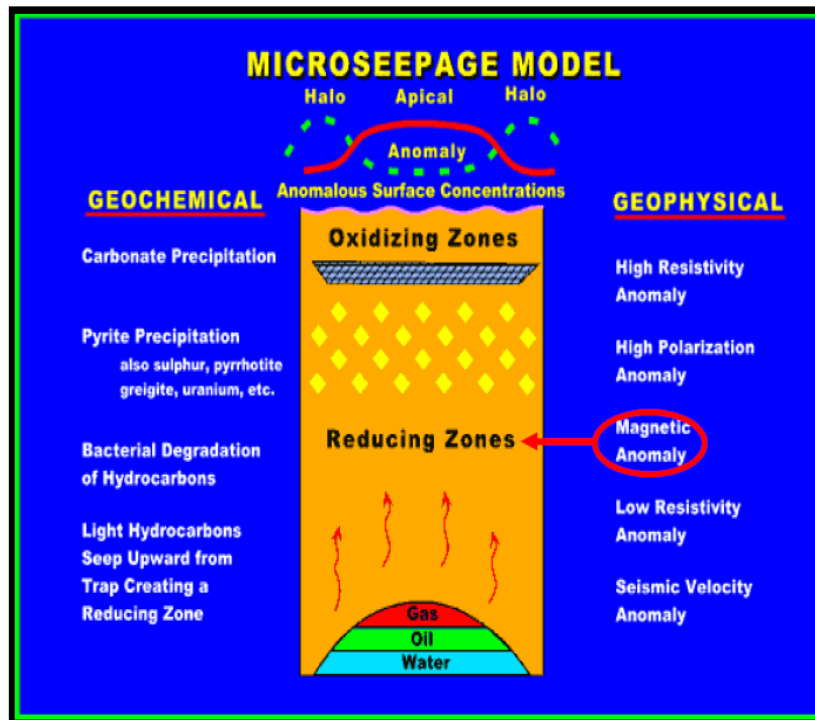 MICROSEEPAGE MODEL
Halo Apical Halo
Anomaly
Anomalous Surface Concentrations
GEOCHEMICAL
Carbonate Precipitation
Pyrite Precipitation
also sulphur, pyrrhotite
greigite, uranium, etc.
Bacterial Degradation
of Hydrocarbons
Light Hydrocarbons
Seep Upward from
Trap Creating a
Reducing Zone
Oxidizing Zones
Reducing Zones
Gas
Oil
Water
GEOPHYSICAL
High Resistivity
Anomaly
High Polarization
Anomaly
Magnetic
Anomaly
Low Resistivity
Anomaly
Seismic Velocity
Anomaly